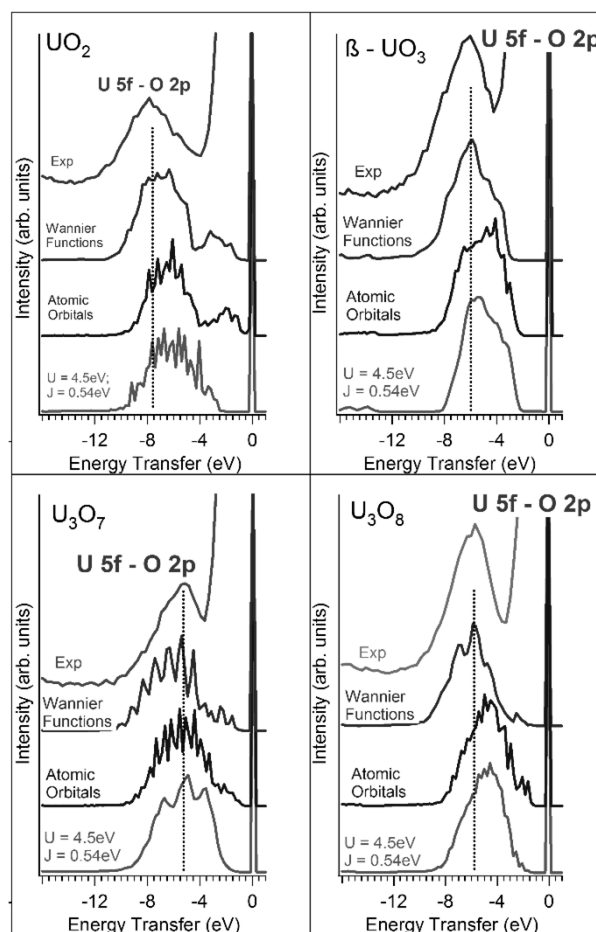 UO2
U 5f - O 2p
Exp
Wannier
Functions
Atomic
Orbitals
U = 4.5eV;
J = 0.54eV
Intensity (arb. units)
-12 -8 -4 0
Energy Transfer (eV)
ß - UO3
U 5f - O 2p
Exp
Wannier
Functions
Atomic
Orbitals
U = 4.5eV
J = 0.54eV
Intensity (arb. units)
-12 -8 -4 0
Energy Transfer (eV)
U3O7
U 5f - O 2p
Exp
Wannier
Functions
Atomic
Orbitals
U = 4.5eV
J = 0.54eV
Intensity (arb. units)
-12 -8 -4 0
Energy Transfer (eV)
U3O8
U 5f - O 2p
Exp
Wannier
Functions
Atomic
Orbitals
U = 4.5eV
J = 0.54eV
Intensity (arb. units)
-12 -8 -4 0
Energy Transfer (eV)